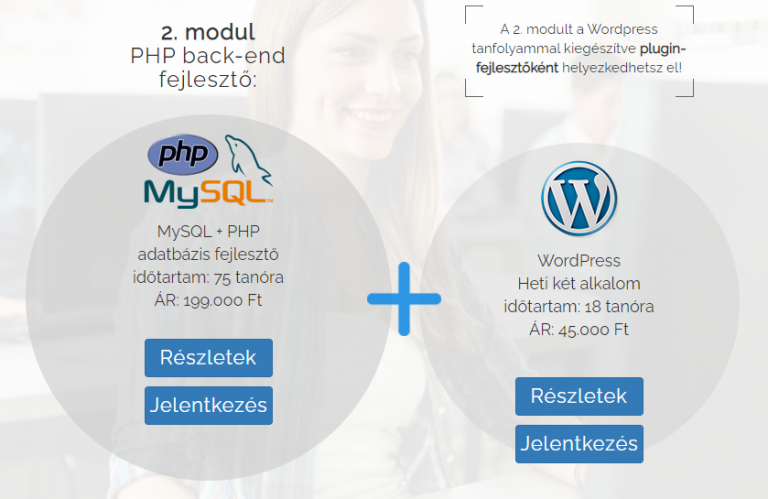 2. modul
PHP back-end
fejlesztő:
A 2. modult a Wordpress
tanfolyammal kiegészítve plugin-
fejlesztőként helyezkedhetsz el!
php
MySQL™
MySQL + PHP
adatbázis fejlesztő
időtartam: 75 tanóra
ÁR: 199.000 Ft
Részletek
Jelentkezés
W
WordPress
Heti két alkalom
időtartam: 18 tanóra
ÁR: 45.000 Ft
Részletek
Jelentkezés